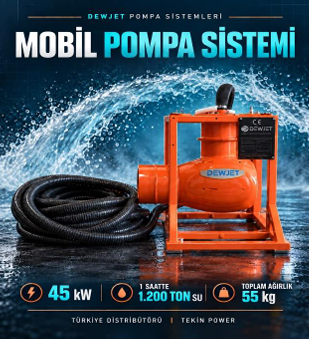 DEWJET POMPA SİSTEMLERİ
MOBİL POMPA SİSTEMİ
CE
DEWJET
DEWJET
45 kW
1 SAATTE
1.200 TON SU
TOPLAM AĞIRLIK
55 kg
TÜRKİYE DİSTRİBÜTÖRÜ | TEKİN POWER